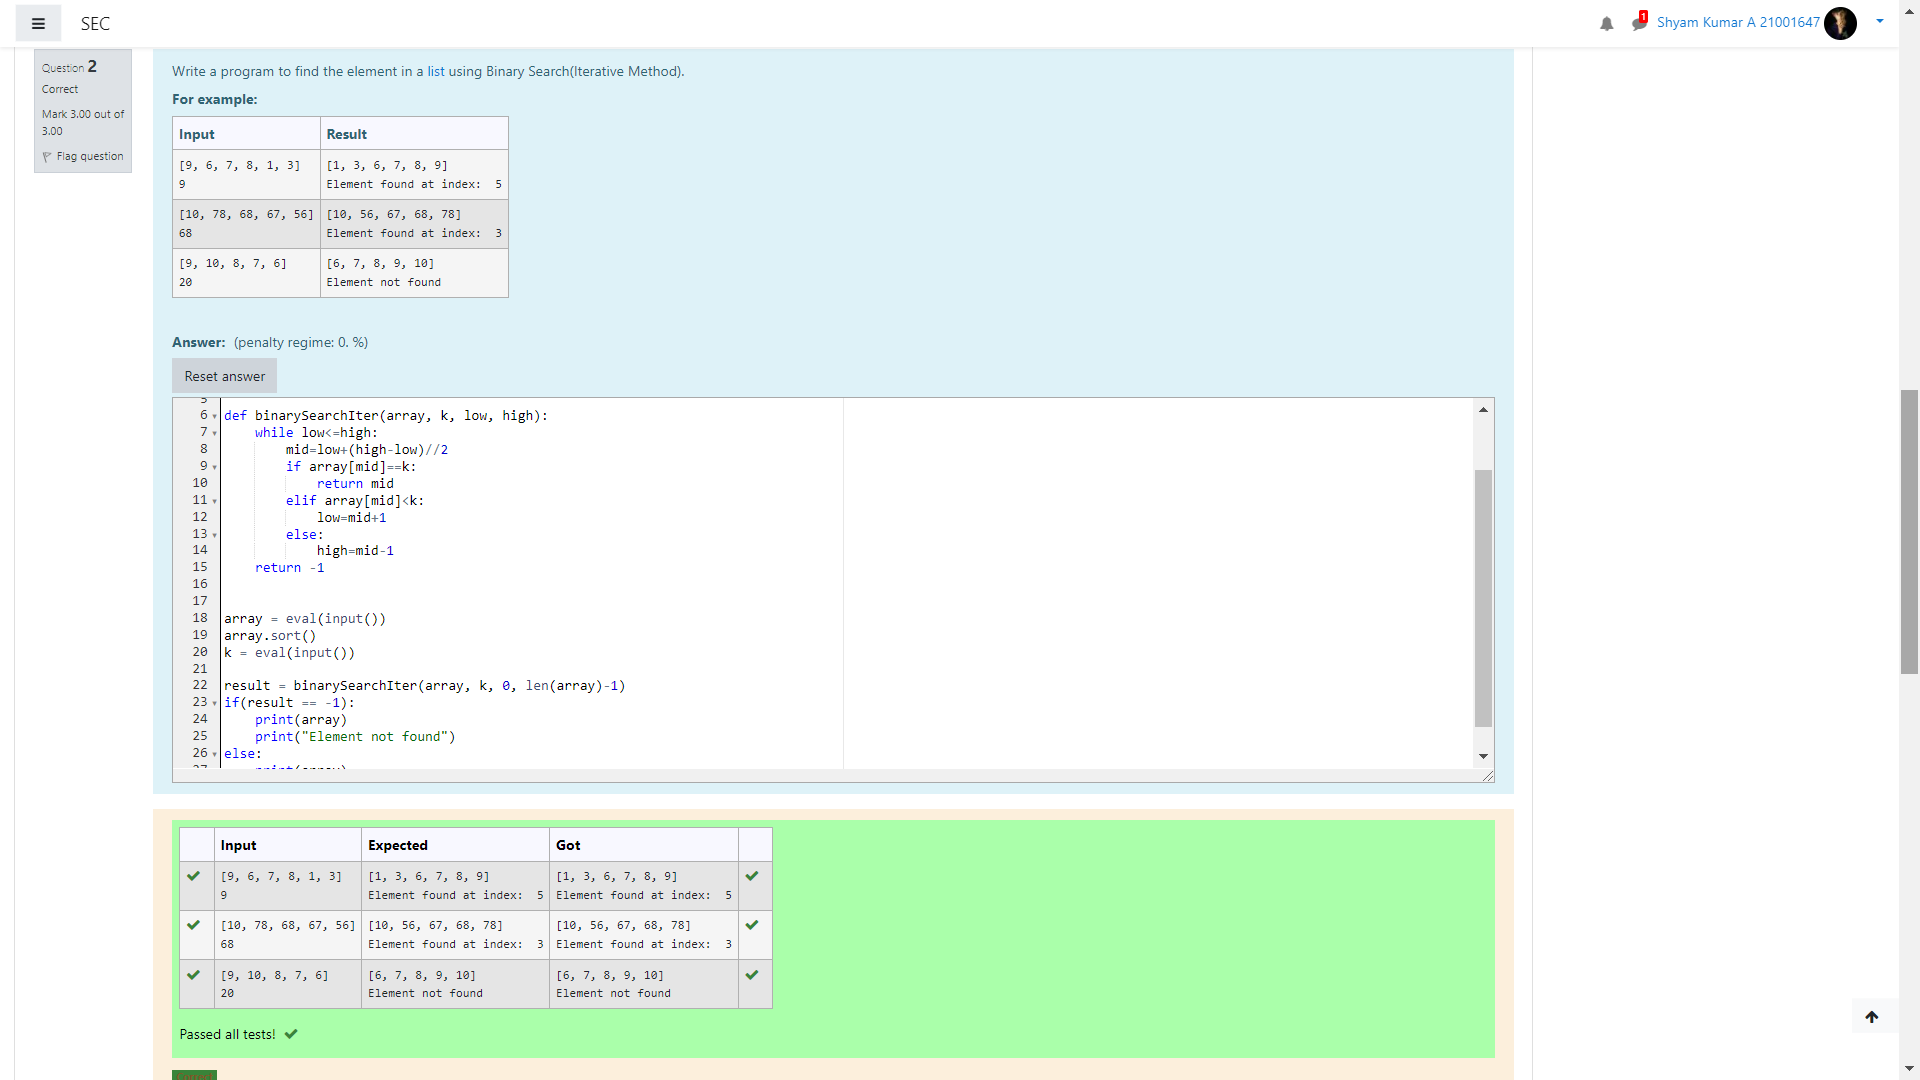 SEC
1
Shyam Kumar A 21001647
Question 2
Correct
Mark 3.00 out of
3.00
Flag question
Write a program to find the element in a list using Binary Search(Iterative Method).
For example:
Input Result
[9, 6, 7, 8, 1, 3] [1, 3, 6, 7, 8, 9]
9 Element found at index:  5
[10, 78, 68, 67, 56] [10, 56, 67, 68, 78]
68 Element found at index:  3
[9, 10, 8, 7, 6] [6, 7, 8, 9, 10]
20 Element not found
Answer: (penalty regime: 0. %)
Reset answer
5
6 def binarySearchIter(array, k, low, high):
7     while low<=high:
8         mid=low+(high-low)//2
9         if array[mid]==k:
10             return mid
11         elif array[mid]<k:
12             low=mid+1
13         else:
14             high=mid-1
15     return -1
16
17
18 array = eval(input())
19 array.sort()
20 k = eval(input())
21
22 result = binarySearchIter(array, k, 0, len(array)-1)
23 if(result == -1):
24     print(array)
25     print("Element not found")
26 else:
27     print(array)
Input Expected Got
[9, 6, 7, 8, 1, 3] [1, 3, 6, 7, 8, 9] [1, 3, 6, 7, 8, 9]
9 Element found at index:  5 Element found at index:  5
[10, 78, 68, 67, 56] [10, 56, 67, 68, 78] [10, 56, 67, 68, 78]
68 Element found at index:  3 Element found at index:  3
[9, 10, 8, 7, 6] [6, 7, 8, 9, 10] [6, 7, 8, 9, 10]
20 Element not found Element not found
Passed all tests!